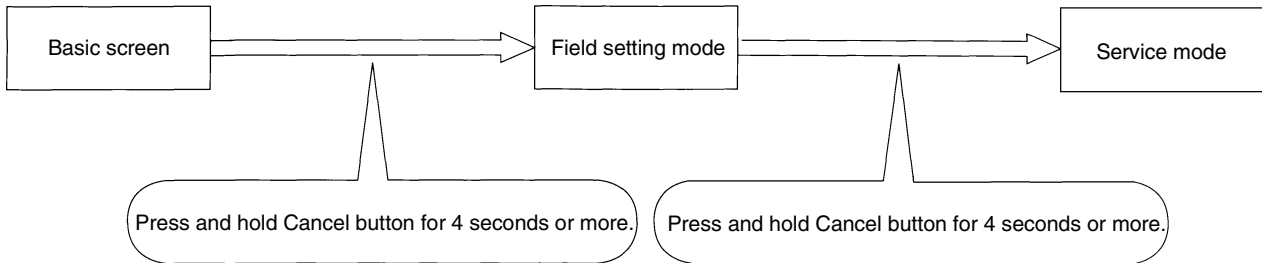 Basic screen
Field setting mode
Service mode
Press and hold Cancel button for 4 seconds or more.
Press and hold Cancel button for 4 seconds or more.